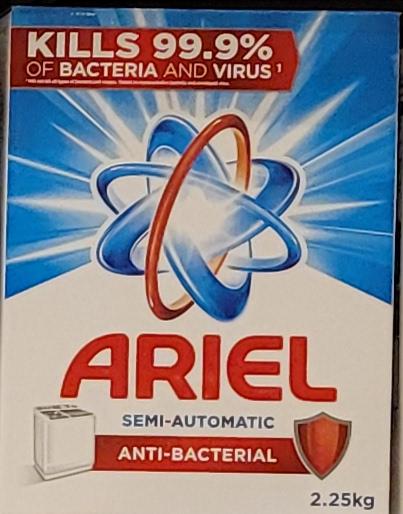 KILLS 99.9%
OF BACTERIA AND VIRUS 1
ARIEL
SEMI-AUTOMATIC
ANTI-BACTERIAL
2.25kg